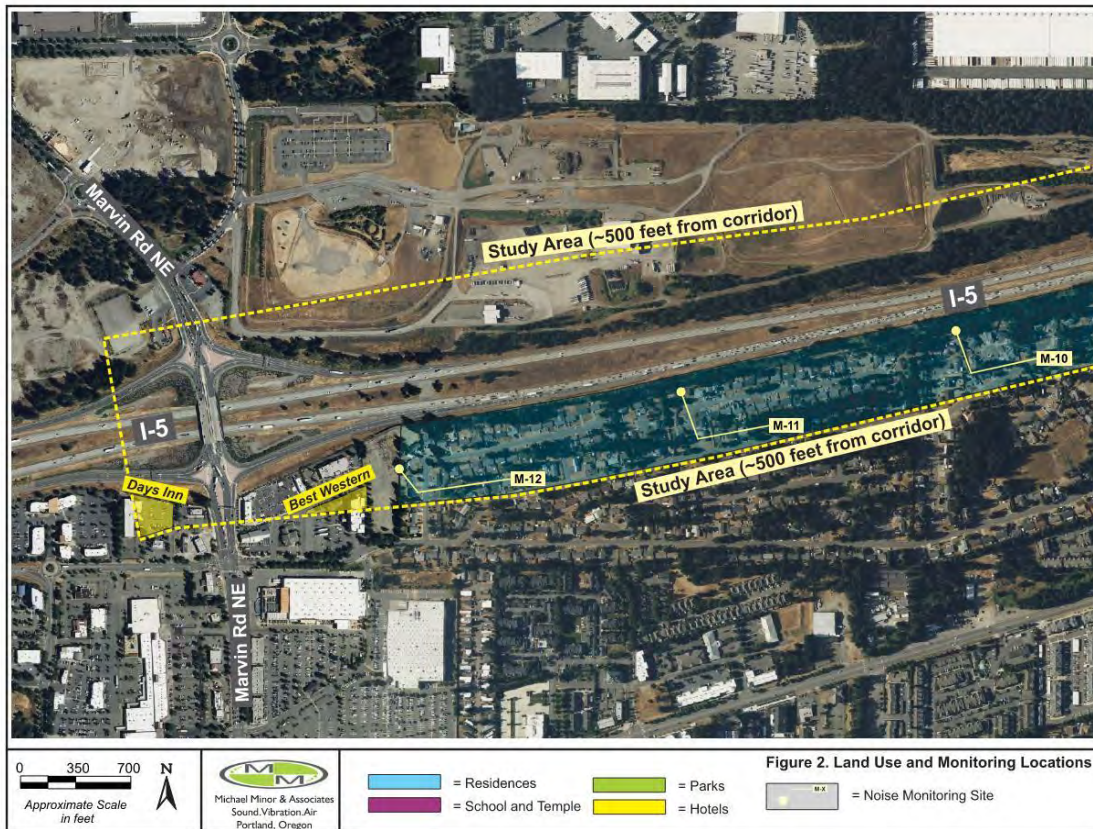 Marvin Rd NE
Study Area (~500 feet from corridor)
I-5
M-10
M-11
I-5
Study Area (~500 feet from corridor)
M-12
Days Inn
Best Western
Marvin Rd NE
0 350 700
N
Approximate Scale
in feet
M M
Michael Minor & Associates
Sound.Vibration.Air
Portland, Oregon
= Residences
= School and Temple
= Parks
= Hotels
Figure 2. Land Use and Monitoring Locations
M-X
= Noise Monitoring Site